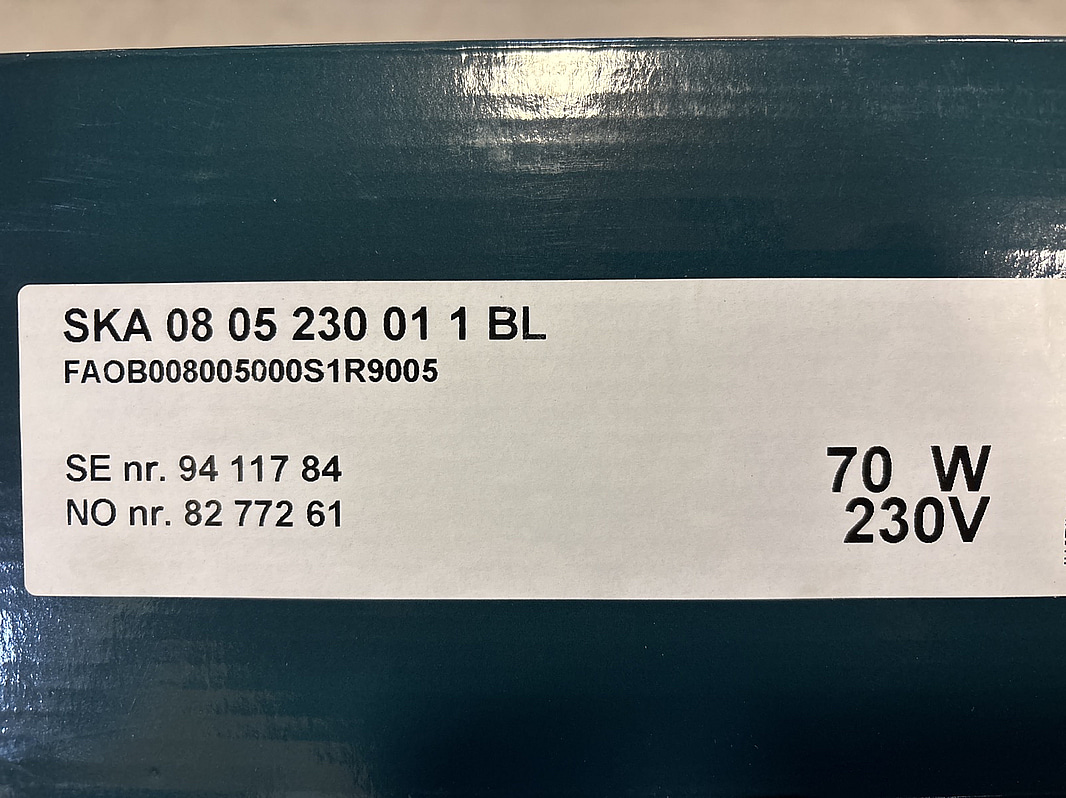 SKA 08 05 230 01 1 BL
FAOB008005000S1R9005
SE nr. 94 117 84
NO nr. 82 772 61
70 W
230V